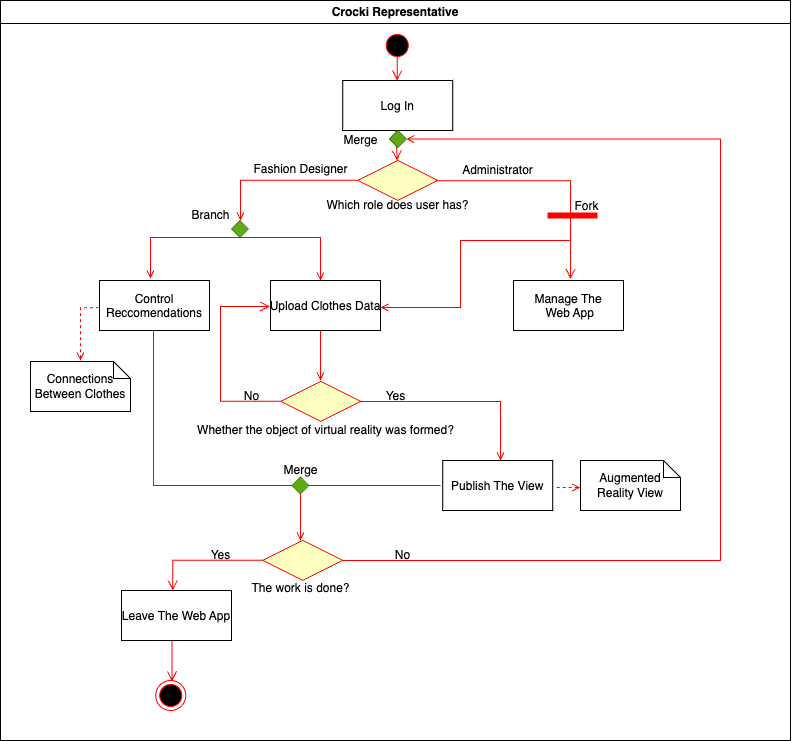 Crocki Representative
Log In
Merge
Fashion Designer
Administrator
Which role does user has?
Fork
Branch
Control
Reccomendations
Upload Clothes Data
Manage The
Web App
Connections
Between Clothes
No
Yes
Whether the object of virtual reality was formed?
Merge
Publish The View
Augmented
Reality View
Yes
No
The work is done?
Leave The Web App